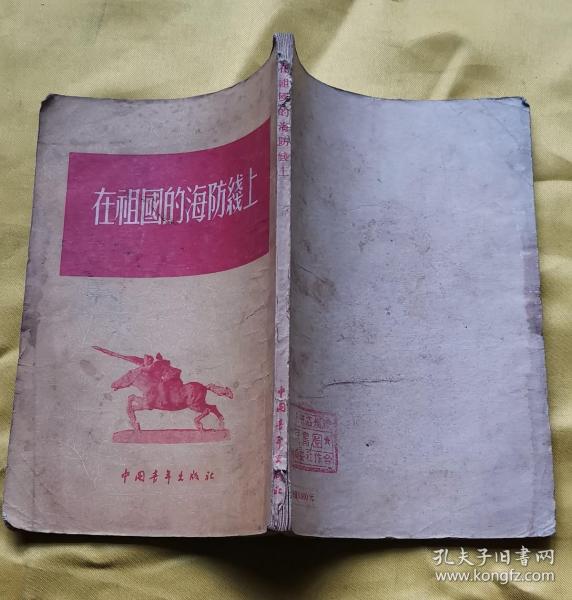 在祖國的海防綫上
中国青年出版社
在祖國的海防綫上
中国青年出版社
孔夫子旧书网
www.kongfz.com